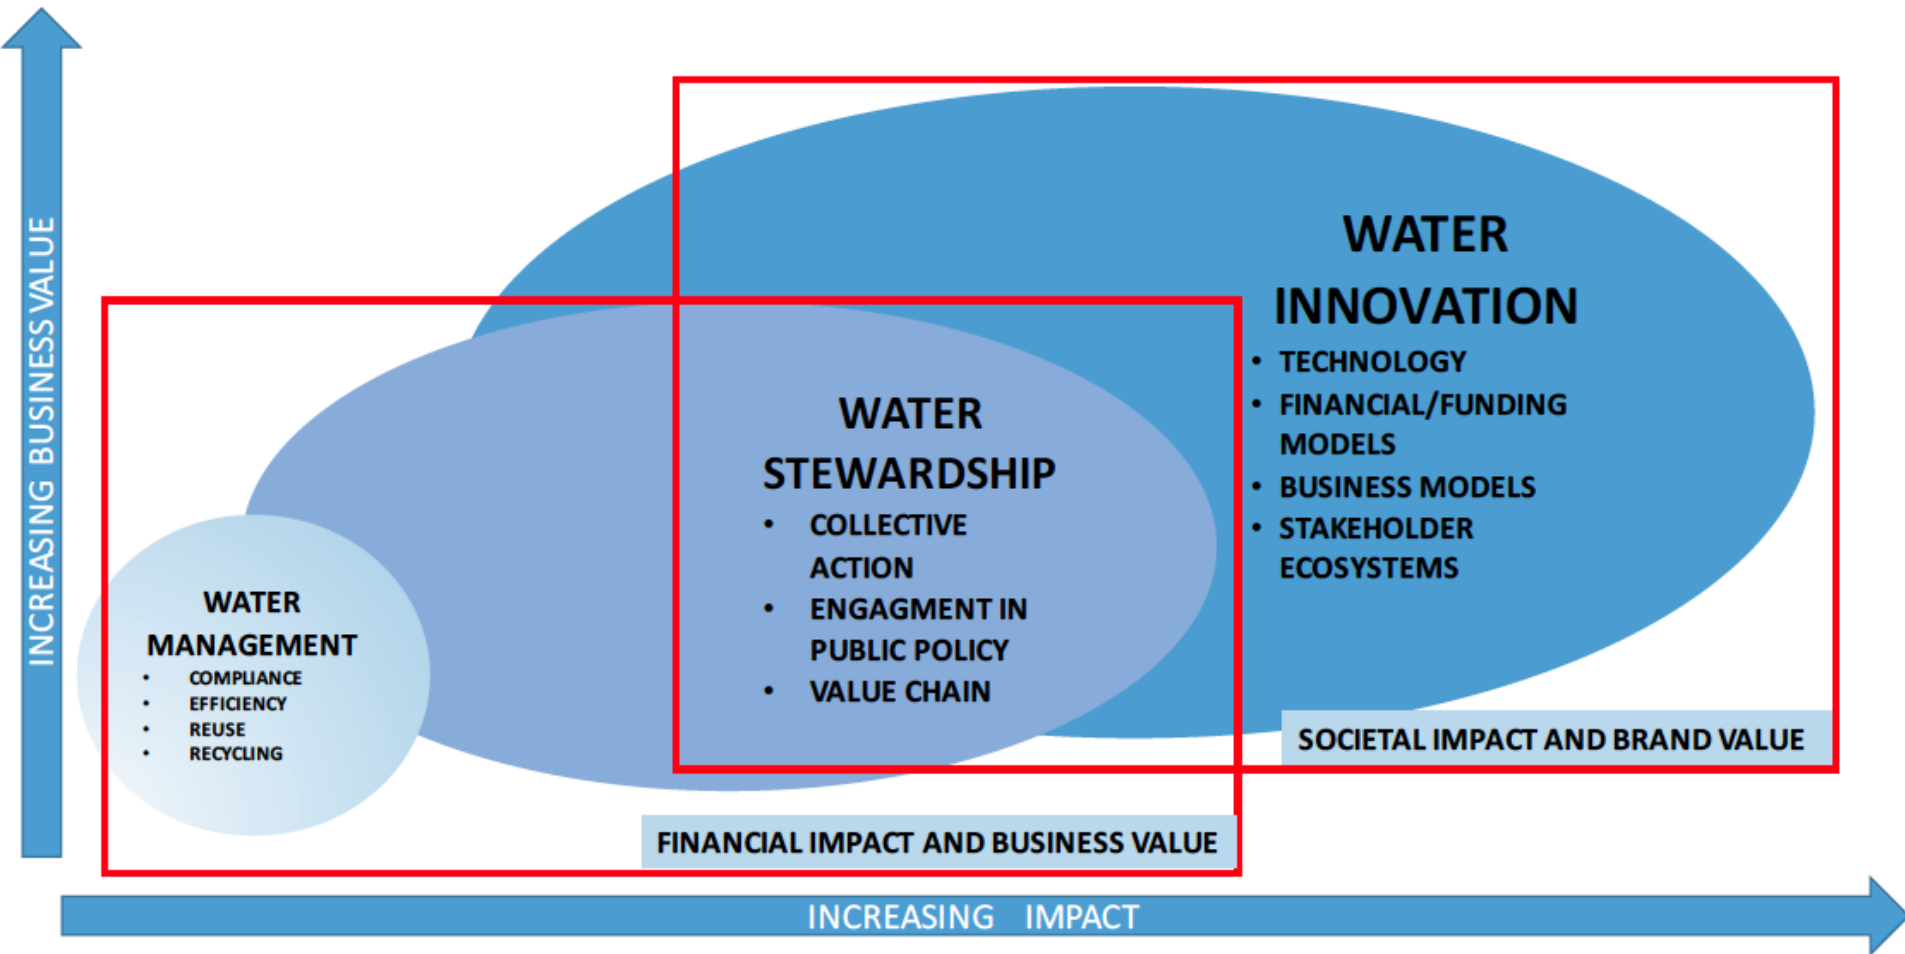 INCREASING BUSINESS VALUE
WATER
INNOVATION
• TECHNOLOGY
• FINANCIAL/FUNDING
MODELS
• BUSINESS MODELS
• STAKEHOLDER
ECOSYSTEMS
WATER
STEWARDSHIP
• COLLECTIVE
ACTION
• ENGAGMENT IN
PUBLIC POLICY
• VALUE CHAIN
WATER
MANAGEMENT
• COMPLIANCE
• EFFICIENCY
• REUSE
• RECYCLING
SOCIETAL IMPACT AND BRAND VALUE
FINANCIAL IMPACT AND BUSINESS VALUE
INCREASING IMPACT